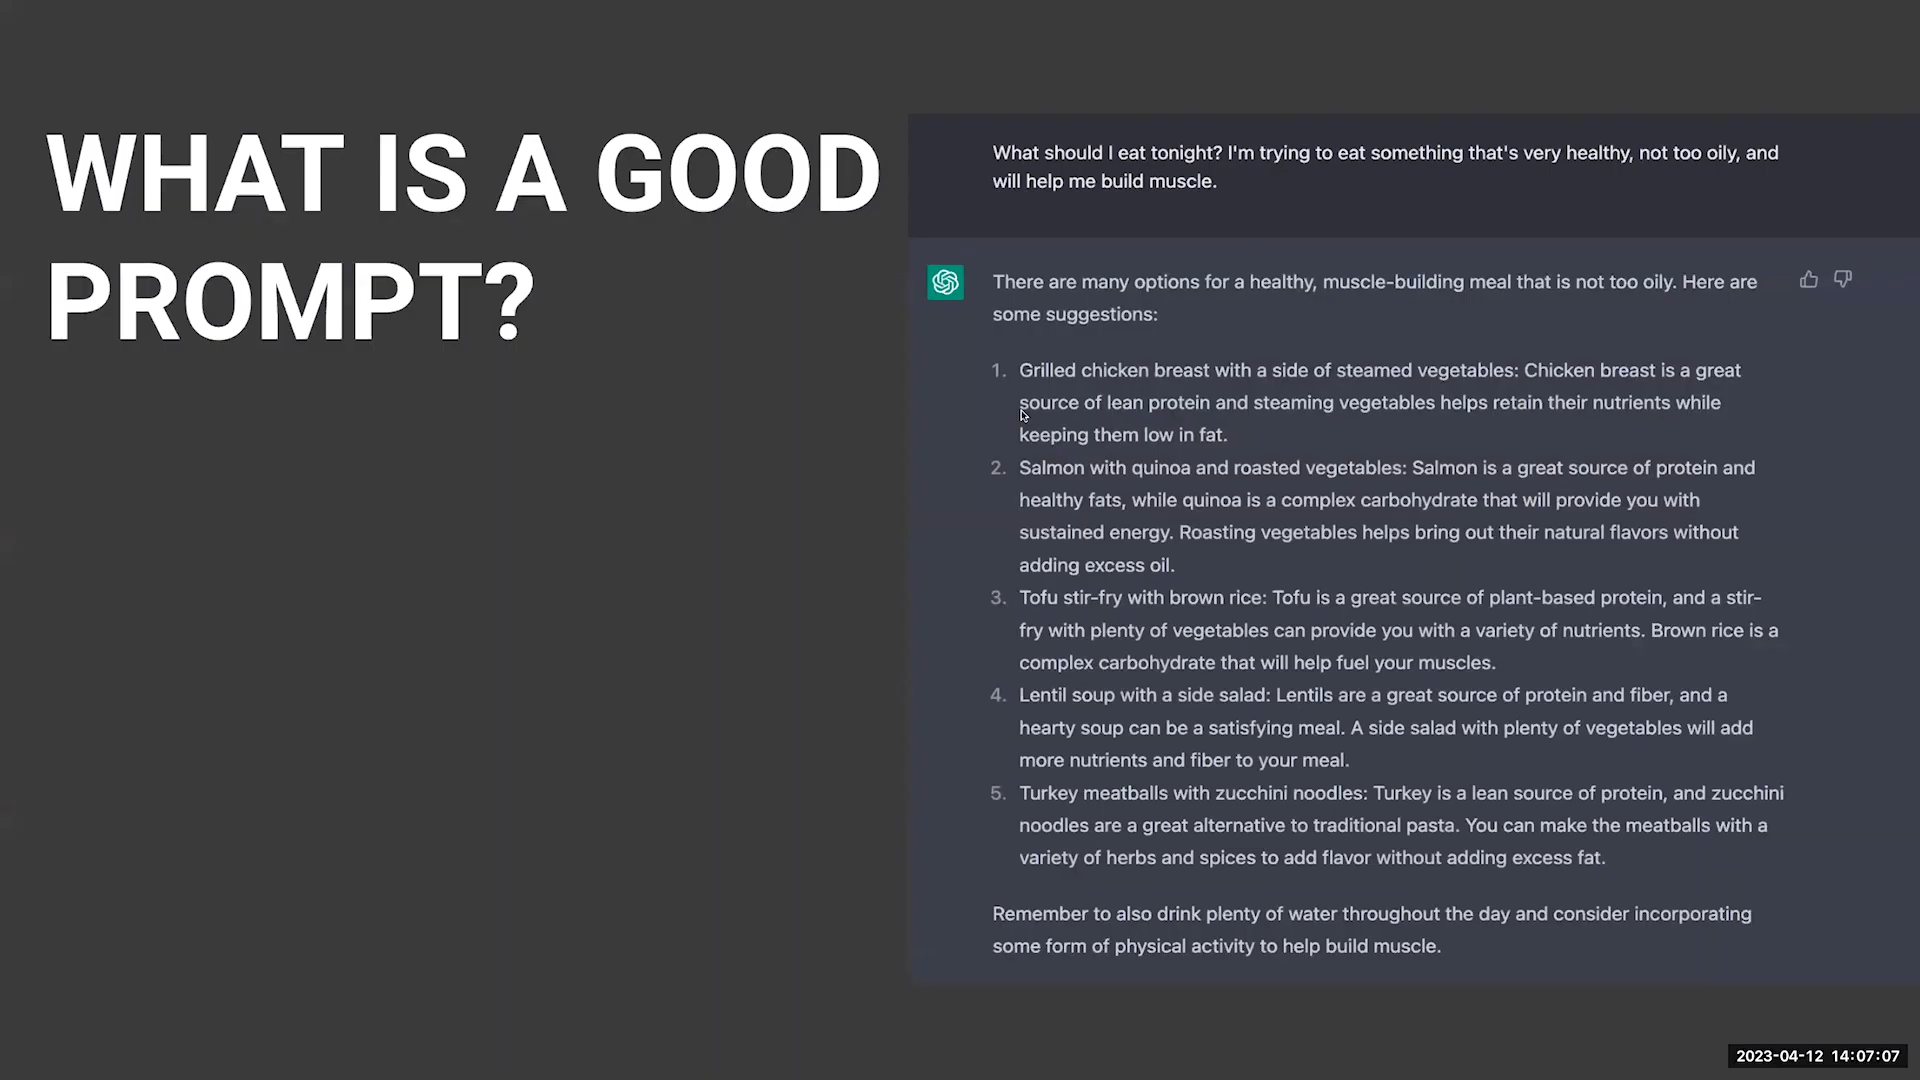 WHAT IS A GOOD
PROMPT?
What should I eat tonight? I'm trying to eat something that's very healthy, not too oily, and
will help me build muscle.
There are many options for a healthy, muscle-building meal that is not too oily. Here are
some suggestions:
1. Grilled chicken breast with a side of steamed vegetables: Chicken breast is a great
source of lean protein and steaming vegetables helps retain their nutrients while
keeping them low in fat.
2. Salmon with quinoa and roasted vegetables: Salmon is a great source of protein and
healthy fats, while quinoa is a complex carbohydrate that will provide you with
sustained energy. Roasting vegetables helps bring out their natural flavors without
adding excess oil.
3. Tofu stir-fry with brown rice: Tofu is a great source of plant-based protein, and a stir-
fry with plenty of vegetables can provide you with a variety of nutrients. Brown rice is a
complex carbohydrate that will help fuel your muscles.
4. Lentil soup with a side salad: Lentils are a great source of protein and fiber, and a
hearty soup can be a satisfying meal. A side salad with plenty of vegetables will add
more nutrients and fiber to your meal.
5. Turkey meatballs with zucchini noodles: Turkey is a lean source of protein, and zucchini
noodles are a great alternative to traditional pasta. You can make the meatballs with a
variety of herbs and spices to add flavor without adding excess fat.
Remember to also drink plenty of water throughout the day and consider incorporating
some form of physical activity to help build muscle.
2023-04-12 14:07:07